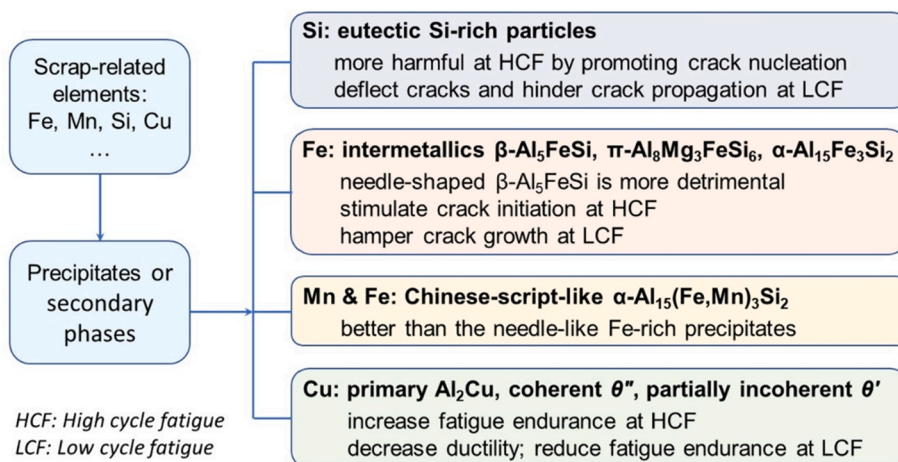 Scrap-related
elements:
Fe, Mn, Si, Cu
...
Precipitates or
secondary
phases
HCF: High cycle fatigue
LCF: Low cycle fatigue
Si: eutectic Si-rich particles
more harmful at HCF by promoting crack nucleation
deflect cracks and hinder crack propagation at LCF
Fe: intermetallics β-Al₅FeSi, π-Al₈Mg₃FeSi₆, α-Al₁₅Fe₃Si₂
needle-shaped β-Al₅FeSi is more detrimental
stimulate crack initiation at HCF
hamper crack growth at LCF
Mn & Fe: Chinese-script-like α-Al₁₅(Fe,Mn)₃Si₂
better than the needle-like Fe-rich precipitates
Cu: primary Al₂Cu, coherent θ″, partially incoherent θ′
increase fatigue endurance at HCF
decrease ductility; reduce fatigue endurance at LCF